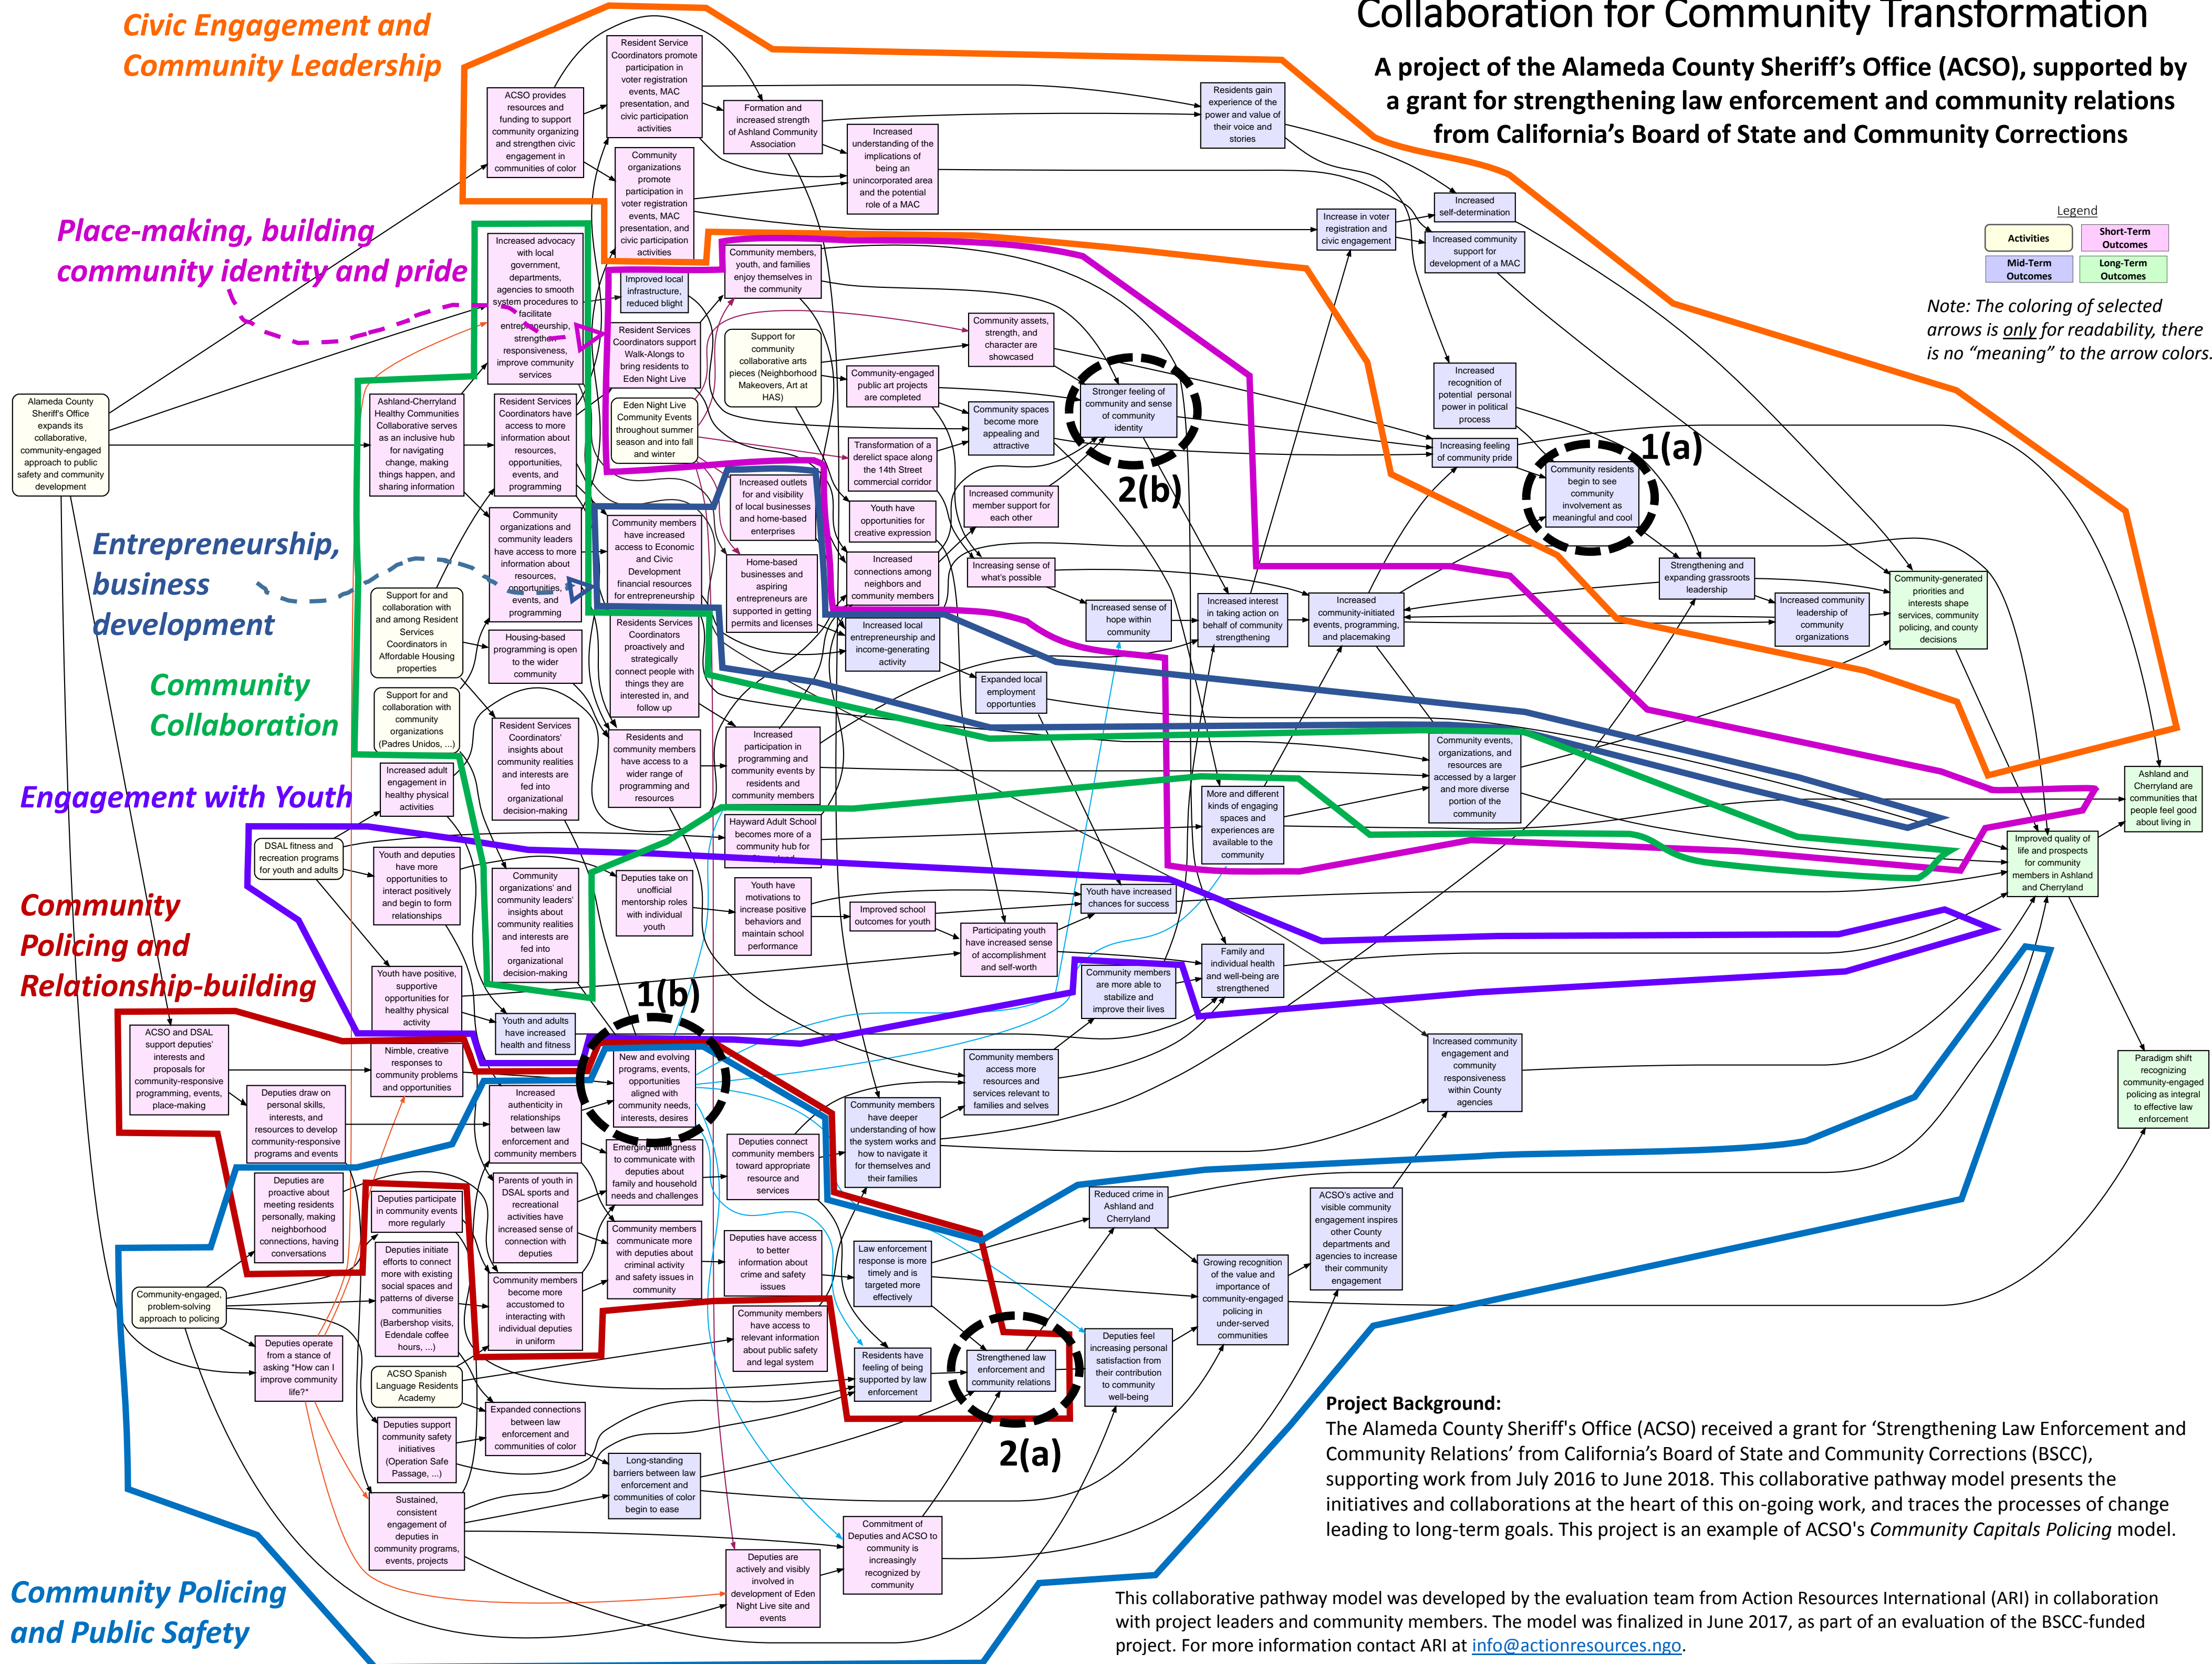 Collaboration for Community Transformation
A project of the Alameda County Sheriff's Office (ACSO), supported by
a grant for strengthening law enforcement and community relations
from California's Board of State and Community Corrections
Civic Engagement and
Community Leadership
Place-making, building
community identity and pride
Entrepreneurship,
business
development
Community
Collaboration
Engagement with Youth
Community
Policing and
Relationship-building
Community Policing
and Public Safety
Legend
Activities
Short-Term
Outcomes
Mid-Term
Outcomes
Long-Term
Outcomes
Note: The coloring of selected
arrows is only for readability, there
is no "meaning" to the arrow colors.
Alameda County
Sheriff's Office
expands its
collaborative,
community-engaged
approach to public
safety and community
development
ACSO and DSAL
support deputies'
interests and
proposals for
community-responsive
programming, events,
place-making
Community-engaged,
problem-solving
approach to policing
DSAL fitness and
recreation programs
for youth and adults
Deputies draw on
personal skills,
interests, and
resources to develop
community-responsive
programs and events
Deputies are
proactive about
meeting residents
personally, making
neighborhood
connections, having
conversations
Deputies operate
from a stance of
asking "How can I
improve community
life?"
Ashland-Cherryland
Healthy Communities
Collaborative serves
as an inclusive hub
for navigating
change, making
things happen, and
sharing information
Support for and
collaboration with
and among Resident
Services
Coordinators in
Affordable Housing
properties
Support for and
collaboration with
community
organizations
(Padres Unidos, ...)
Increased adult
engagement in
healthy physical
activities
Youth and deputies
have more
opportunities to
interact positively
and begin to form
relationships
Youth have positive,
supportive
opportunities for
healthy physical
activity
Nimble, creative
responses to
community problems
and opportunities
Deputies participate
in community events
more regularly
Deputies initiate
efforts to connect
more with existing
social spaces and
patterns of diverse
communities
(Barbershop visits,
Edendale coffee
hours, ...)
ACSO Spanish
Language Residents
Academy
Deputies support
community safety
initiatives
(Operation Safe
Passage, ...)
Sustained,
consistent
engagement of
deputies in
community programs,
events, projects
ACSO provides
resources and
funding to support
community organizing
and strengthen civic
engagement in
communities of color
Increased advocacy
with local
government,
departments,
agencies to smooth
system procedures to
facilitate
entrepreneurship,
strengthen
responsiveness,
improve community
services
Resident Services
Coordinators have
access to more
information about
resources,
opportunities,
events, and
programming
Community
organizations and
community leaders
have access to more
information about
resources,
opportunities,
events, and
programming
Housing-based
programming is open
to the wider
community
Resident Services
Coordinators'
insights about
community realities
and interests are
fed into
organizational
decision-making
Community
organizations' and
community leaders'
insights about
community realities
and interests are
fed into
organizational
decision-making
Youth and adults
have increased
health and fitness
Increased
authenticity in
relationships
between law
enforcement and
community members
Parents of youth in
DSAL sports and
recreational
activities have
increased sense of
connection with
deputies
Community members
become more
accustomed to
interacting with
individual deputies
in uniform
Expanded connections
between law
enforcement and
communities of color
Resident Service
Coordinators promote
participation in
voter registration
events, MAC
presentation, and
civic participation
activities
Community
organizations
promote
participation in
voter registration
events, MAC
presentation, and
civic participation
activities
Improved local
infrastructure,
reduced blight
Resident Services
Coordinators support
Walk-Alongs to
bring residents to
Eden Night Live
Eden Night Live
Community Events
throughout summer
season and into fall
and winter
Community members
have increased
access to Economic
and Civic
Development
financial resources
for entrepreneurship
Residents Services
Coordinators
proactively and
strategically
connect people with
things they are
interested in, and
follow up
Residents and
community members
have access to a
wider range of
programming and
resources
Deputies take on
unofficial
mentorship roles
with individual
youth
1(b)
New and evolving
programs, events,
opportunities
aligned with
community needs,
interests, desires
Emerging willingness
to communicate with
deputies about
family and household
needs and challenges
Community members
communicate more
with deputies about
criminal activity
and safety issues in
community
Long-standing
barriers between law
enforcement and
communities of color
begin to ease
Formation and
increased strength
of Ashland Community
Association
Community members,
youth, and families
enjoy themselves in
the community
Support for
community
collaborative arts
pieces (Neighborhood
Makeovers, Art at
HAS)
Increased outlets
for and visibility
of local businesses
and home-based
enterprises
Home-based
businesses and
aspiring
entrepreneurs are
supported in getting
permits and licenses
Increased
participation in
programming and
community events by
residents and
community members
Hayward Adult School
becomes more of a
community hub for
Youth have
motivations to
increase positive
behaviors and
maintain school
performance
Deputies connect
community members
toward appropriate
resource and
services
Deputies have access
to better
information about
crime and safety
issues
Community members
have access to
relevant information
about public safety
and legal system
Deputies are
actively and visibly
involved in
development of Eden
Night Live site and
events
Increased
understanding of the
implications of
being an
unincorporated area
and the potential
role of a MAC
Community-engaged
public art projects
are completed
Transformation of a
derelict space along
the 14th Street
commercial corridor
Youth have
opportunities for
creative expression
Increased
connections among
neighbors and
community members
Increased local
entrepreneurship and
income-generating
activity
Improved school
outcomes for youth
Community members
have deeper
understanding of how
the system works and
how to navigate it
for themselves and
their families
Law enforcement
response is more
timely and is
targeted more
effectively
Residents have
feeling of being
supported by law
enforcement
Commitment of
Deputies and ACSO to
community is
increasingly
recognized by
community
Community assets,
strength, and
character are
showcased
Community spaces
become more
appealing and
attractive
Increased community
member support for
each other
Increasing sense of
what's possible
Expanded local
employment
opportunties
Participating youth
have increased sense
of accomplishment
and self-worth
Community members
access more
resources and
services relevant to
families and selves
Strengthened law
enforcement and
community relations
2(a)
Stronger feeling of
community and sense
of community
identity
2(b)
Increased sense of
hope within
community
Youth have increased
chances for success
Community members
are more able to
stabilize and
improve their lives
Reduced crime in
Ashland and
Cherryland
Deputies feel
increasing personal
satisfaction from
their contribution
to community
well-being
Residents gain
experience of the
power and value of
their voice and
stories
Increased interest
in taking action on
behalf of community
strengthening
More and different
kinds of engaging
spaces and
experiences are
available to the
community
Family and
individual health
and well-being are
strengthened
Growing recognition
of the value and
importance of
community-engaged
policing in
under-served
communities
Increase in voter
registration and
civic engagement
Increased
community-initiated
events, programming,
and placemaking
ACSO's active and
visible community
engagement inspires
other County
departments and
agencies to increase
their community
engagement
Increased
self-determination
Increased community
support for
development of a MAC
Increased
recognition of
potential personal
power in political
process
Increasing feeling
of community pride
Community events,
organizations, and
resources are
accessed by a larger
and more diverse
portion of the
community
Increased community
engagement and
community
responsiveness
within County
agencies
1(a)
Community residents
begin to see
community
involvement as
meaningful and cool
Strengthening and
expanding grassroots
leadership
Increased community
leadership of
community
organizations
Community-generated
priorities and
interests shape
services, community
policing, and county
decisions
Ashland and
Cherryland are
communities that
people feel good
about living in
Improved quality of
life and prospects
for community
members in Ashland
and Cherryland
Paradigm shift
recognizing
community-engaged
policing as integral
to effective law
enforcement
Project Background:
The Alameda County Sheriff's Office (ACSO) received a grant for ‘Strengthening Law Enforcement and
Community Relations’ from California’s Board of State and Community Corrections (BSCC),
supporting work from July 2016 to June 2018. This collaborative pathway model presents the
initiatives and collaborations at the heart of this on-going work, and traces the processes of change
leading to long-term goals. This project is an example of ACSO's Community Capitals Policing model.
This collaborative pathway model was developed by the evaluation team from Action Resources International (ARI) in collaboration
with project leaders and community members. The model was finalized in June 2017, as part of an evaluation of the BSCC-funded
project. For more information contact ARI at info@actionresources.ngo.